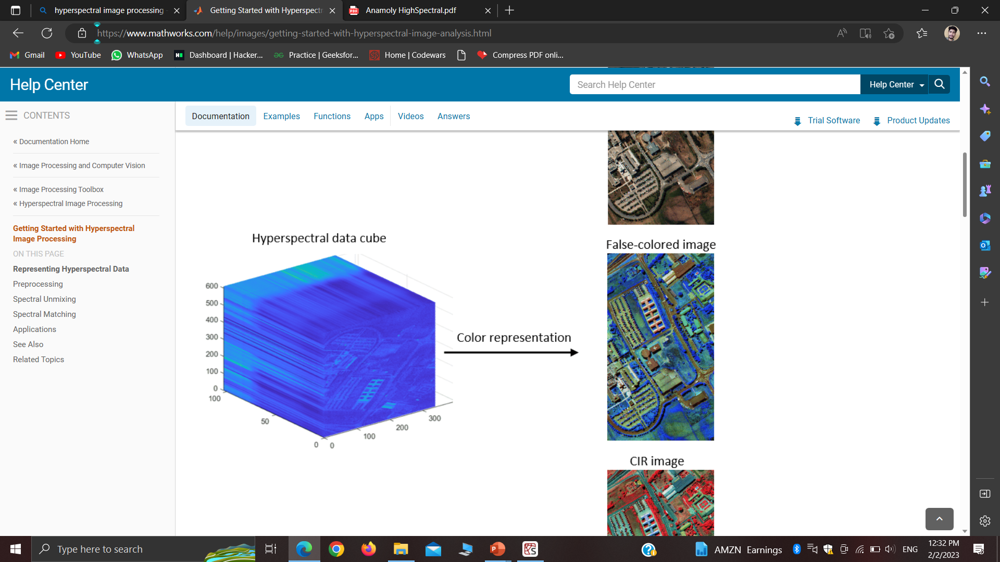 hyperspectral image processing
Getting Started with Hyperspectr
Anamoly HighSpectral.pdf
https://www.mathworks.com/help/images/getting-started-with-hyperspectral-image-analysis.html
Gmail
YouTube
WhatsApp
Dashboard | Hacker...
Practice | Geeksfor...
Home | Codewars
Compress PDF onli...
Help Center
Search Help Center
Help Center
CONTENTS
Documentation
Examples
Functions
Apps
Videos
Answers
Trial Software
Product Updates
« Documentation Home
« Image Processing and Computer Vision
« Image Processing Toolbox
« Hyperspectral Image Processing
Getting Started with Hyperspectral
Image Processing
ON THIS PAGE
Representing Hyperspectral Data
Preprocessing
Spectral Unmixing
Spectral Matching
Applications
See Also
Related Topics
Hyperspectral data cube
600
500
400
300
200
100
0
100
50
0
0
100
200
300
Color representation
False-colored image
CIR image
Type here to search
AMZN Earnings
ENG
12:32 PM
2/2/2023